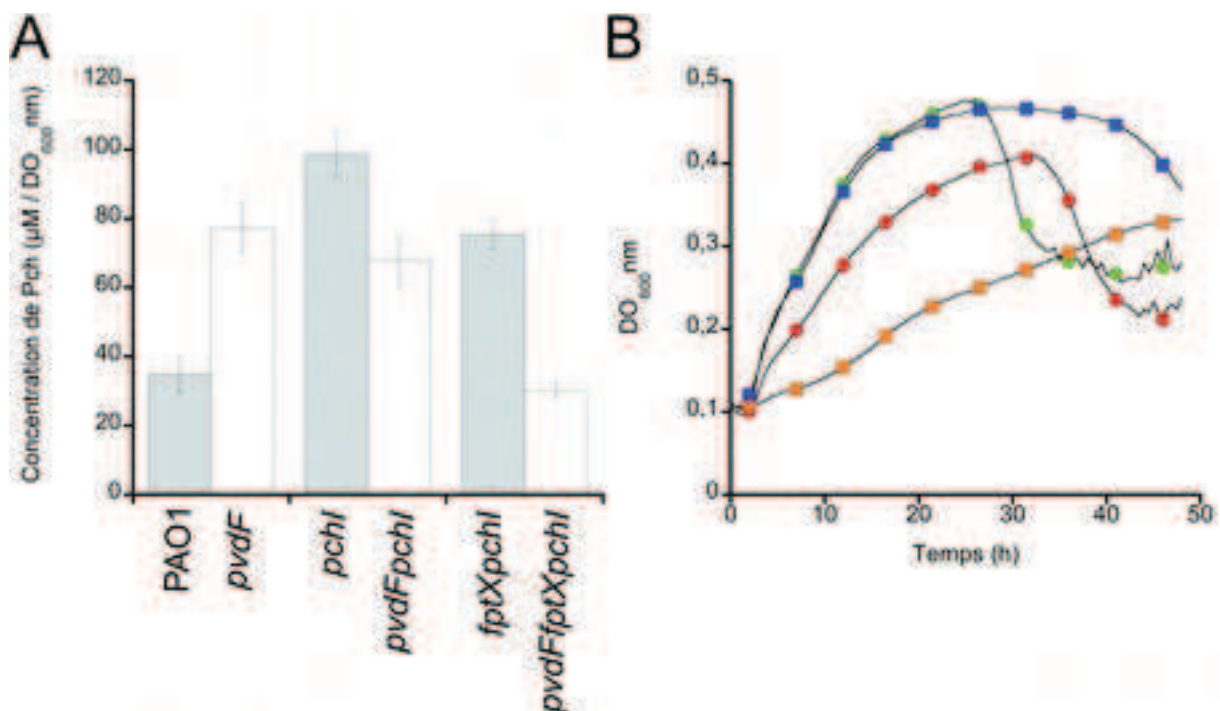 A
Concentration de Pch (µM / DO600nm)
120
100
80
60
40
20
0
PAO1
pvdF
pchI
pvdFpchI
fptXpchI
pvdFfptXpchI
B
DO600nm
0,5
0,4
0,3
0,2
0,1
0
0
10
20
30
40
50
Temps (h)